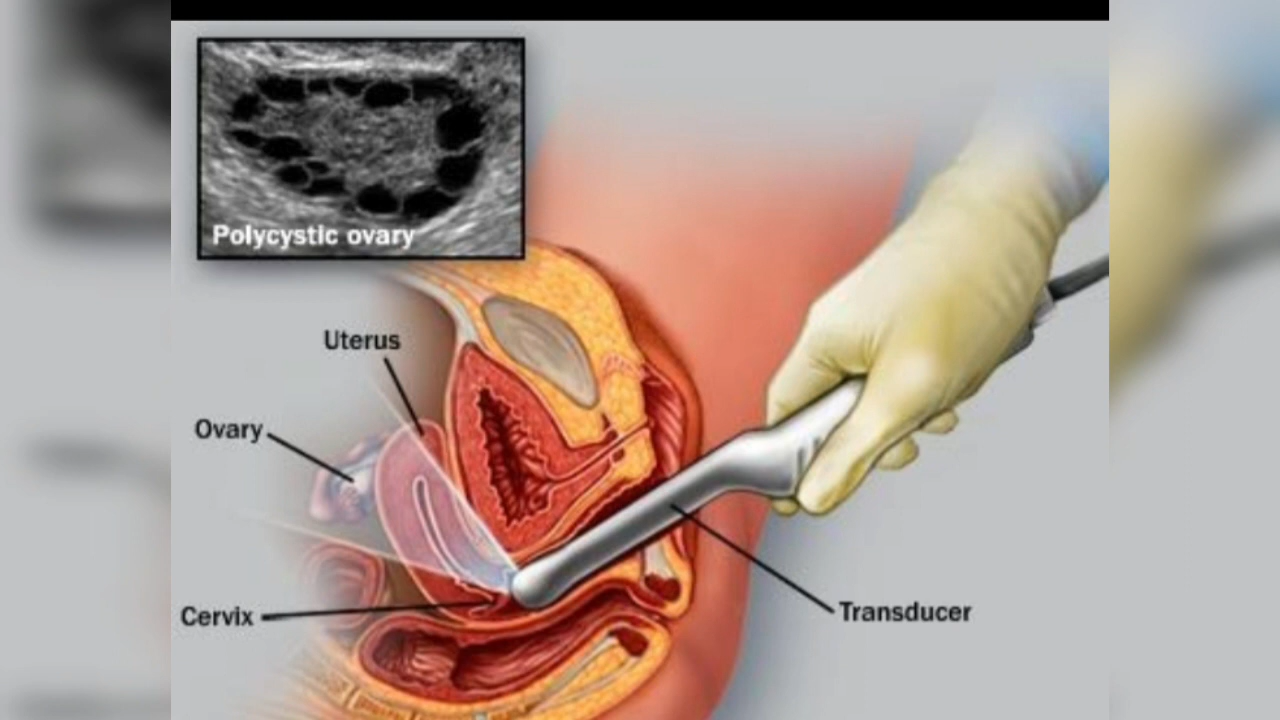 Polycystic ovary
Uterus
Ovary
Cervix
Transducer